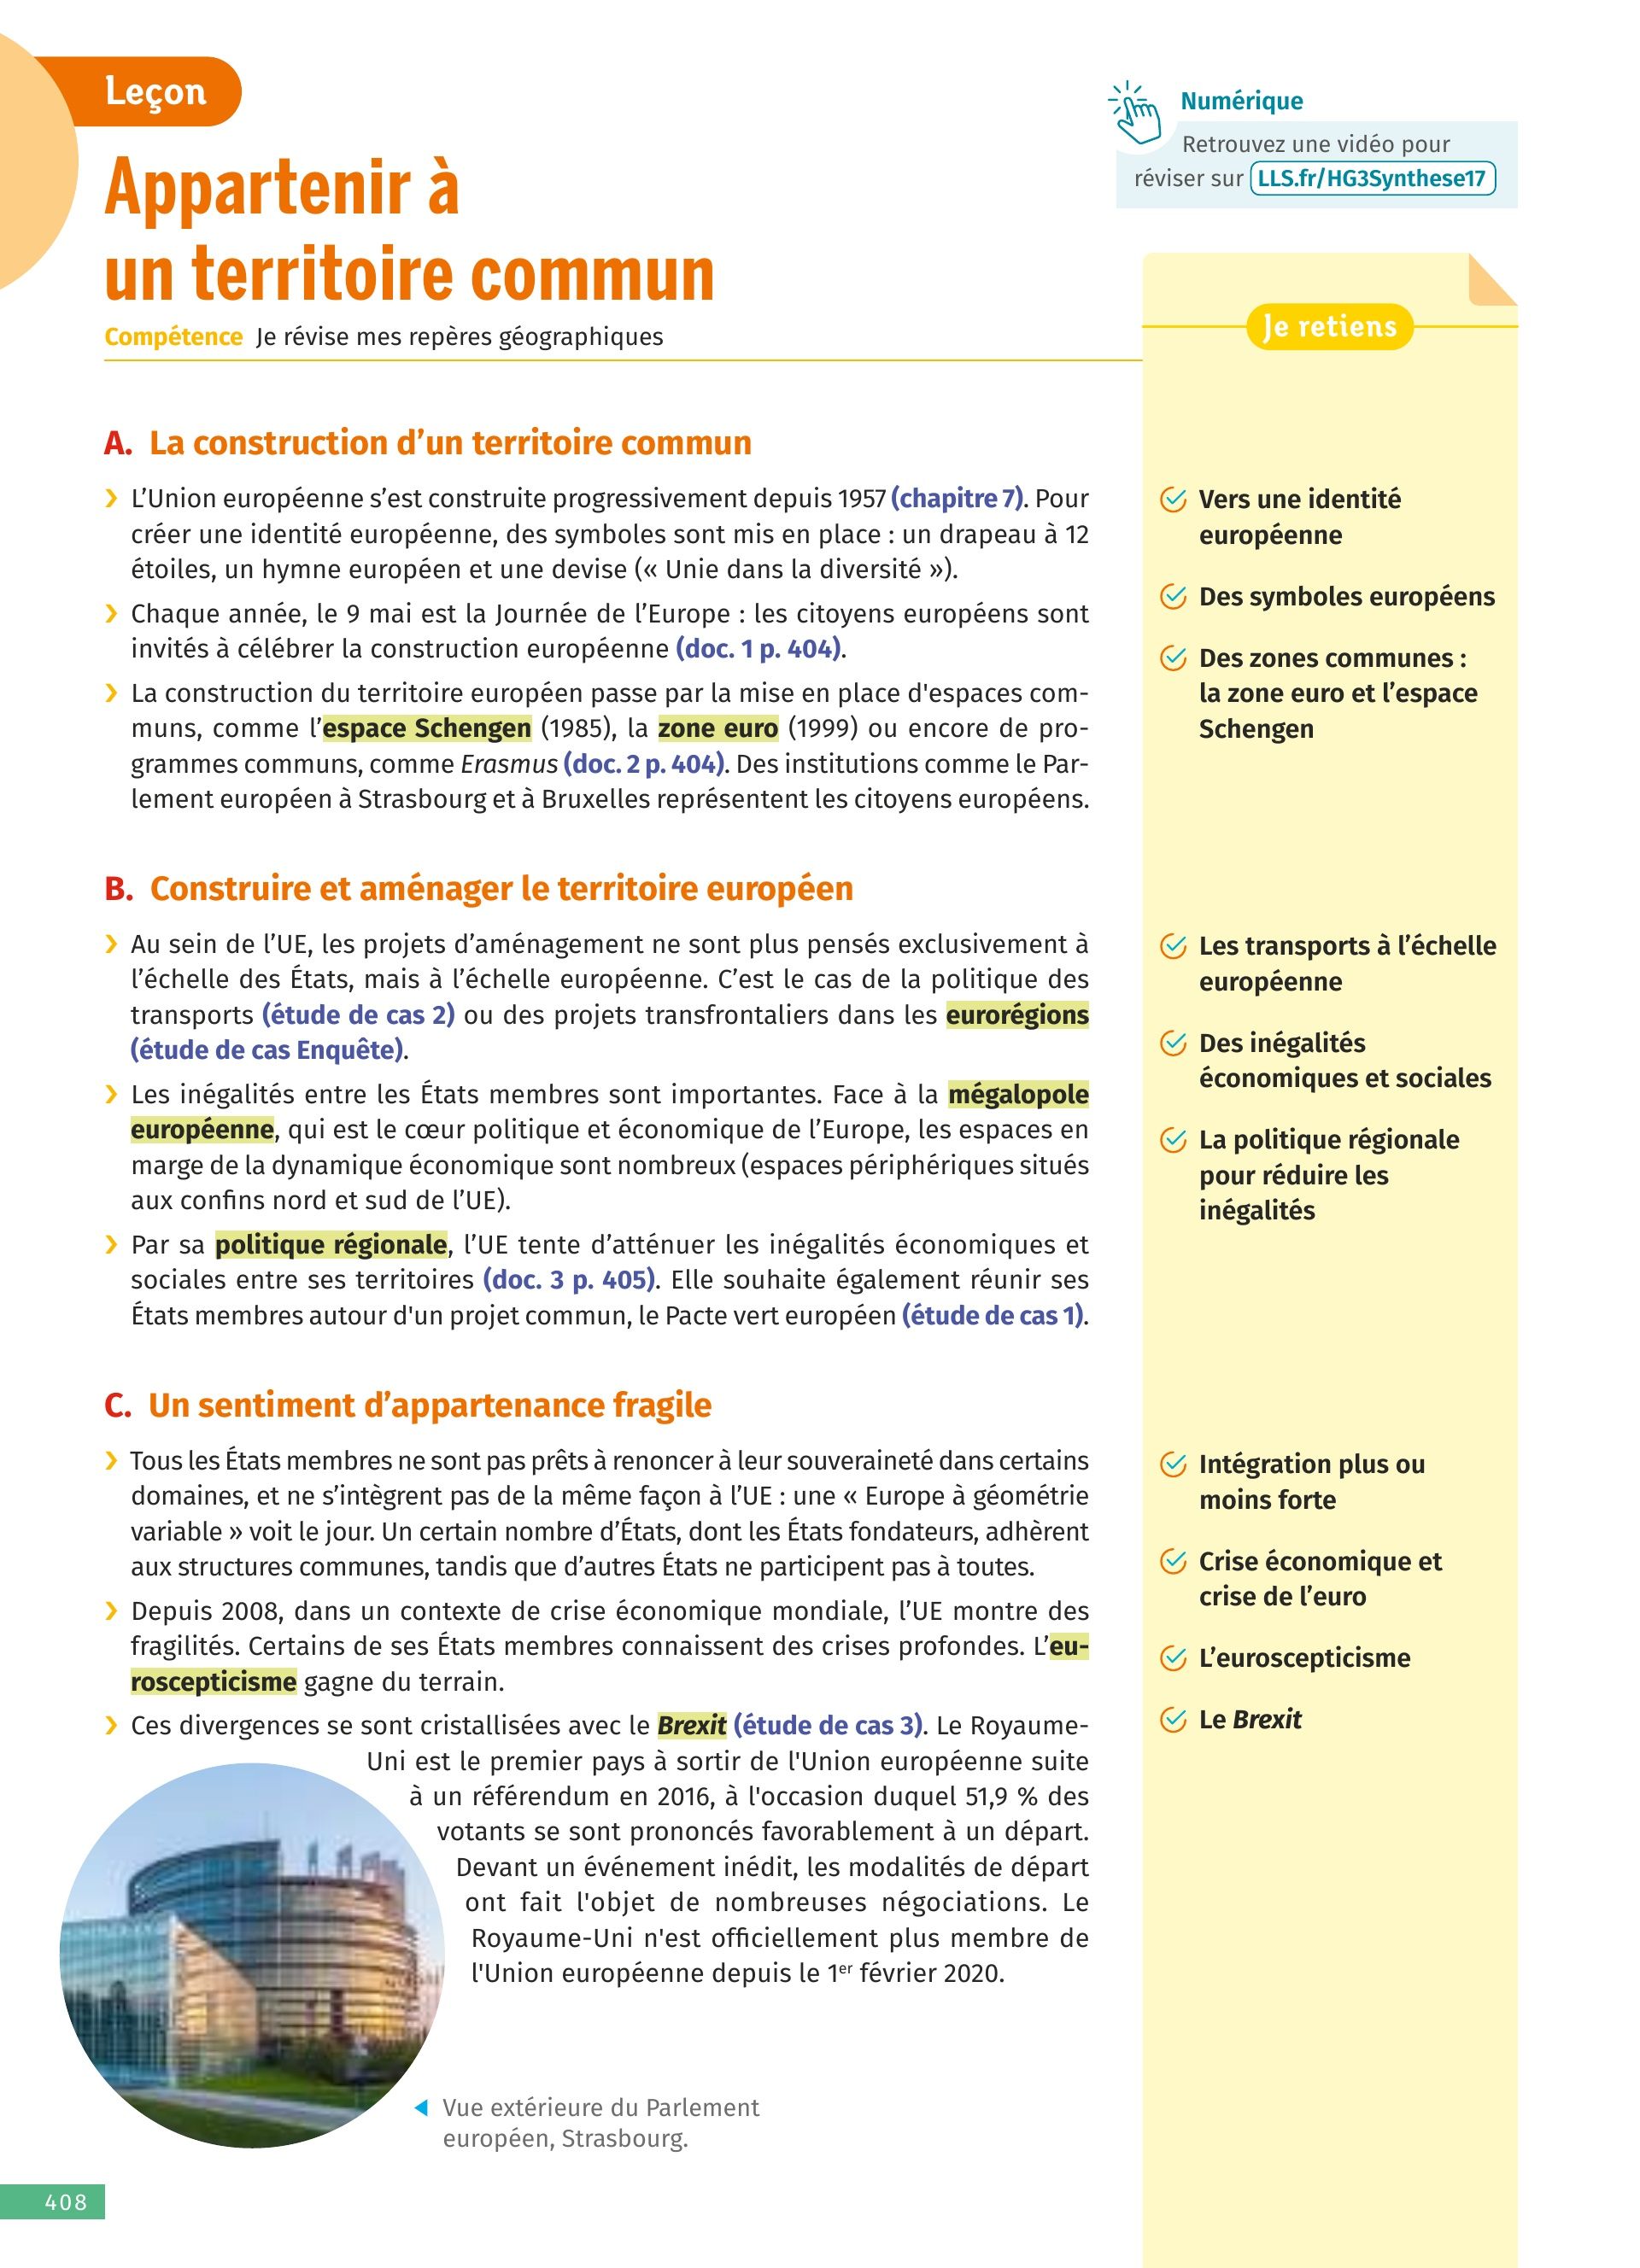 Leçon
Numérique
Retrouvez une vidéo pour
réviser sur LLS.fr/HG3Synthese17
Appartenir à
un territoire commun
Compétence Je révise mes repères géographiques
A. La construction d’un territoire commun
› L’Union européenne s’est construite progressivement depuis 1957 (chapitre 7). Pour
créer une identité européenne, des symboles sont mis en place : un drapeau à 12
étoiles, un hymne européen et une devise (« Unie dans la diversité »).
› Chaque année, le 9 mai est la Journée de l’Europe : les citoyens européens sont
invités à célébrer la construction européenne (doc. 1 p. 404).
› La construction du territoire européen passe par la mise en place d'espaces com-
muns, comme l’espace Schengen (1985), la zone euro (1999) ou encore de pro-
grammes communs, comme Erasmus (doc. 2 p. 404). Des institutions comme le Par-
lement européen à Strasbourg et à Bruxelles représentent les citoyens européens.
B. Construire et aménager le territoire européen
› Au sein de l’UE, les projets d’aménagement ne sont plus pensés exclusivement à
l’échelle des États, mais à l’échelle européenne. C’est le cas de la politique des
transports (étude de cas 2) ou des projets transfrontaliers dans les eurorégions
(étude de cas Enquête).
› Les inégalités entre les États membres sont importantes. Face à la mégalopole
européenne, qui est le cœur politique et économique de l’Europe, les espaces en
marge de la dynamique économique sont nombreux (espaces périphériques situés
aux confins nord et sud de l’UE).
› Par sa politique régionale, l’UE tente d’atténuer les inégalités économiques et
sociales entre ses territoires (doc. 3 p. 405). Elle souhaite également réunir ses
États membres autour d'un projet commun, le Pacte vert européen (étude de cas 1).
C. Un sentiment d’appartenance fragile
› Tous les États membres ne sont pas prêts à renoncer à leur souveraineté dans certains
domaines, et ne s’intègrent pas de la même façon à l’UE : une « Europe à géométrie
variable » voit le jour. Un certain nombre d’États, dont les États fondateurs, adhèrent
aux structures communes, tandis que d’autres États ne participent pas à toutes.
› Depuis 2008, dans un contexte de crise économique mondiale, l’UE montre des
fragilités. Certains de ses États membres connaissent des crises profondes. L’eu-
roscepticisme gagne du terrain.
› Ces divergences se sont cristallisées avec le Brexit (étude de cas 3). Le Royaume-
Uni est le premier pays à sortir de l'Union européenne suite
à un référendum en 2016, à l'occasion duquel 51,9 % des
votants se sont prononcés favorablement à un départ.
Devant un événement inédit, les modalités de départ
ont fait l'objet de nombreuses négociations. Le
Royaume-Uni n'est officiellement plus membre de
l'Union européenne depuis le 1er février 2020.
Vue extérieure du Parlement
européen, Strasbourg.
Je retiens
Vers une identité
européenne
Des symboles européens
Des zones communes :
la zone euro et l’espace
Schengen
Les transports à l’échelle
européenne
Des inégalités
économiques et sociales
La politique régionale
pour réduire les
inégalités
Intégration plus ou
moins forte
Crise économique et
crise de l’euro
L’euroscepticisme
Le Brexit
408